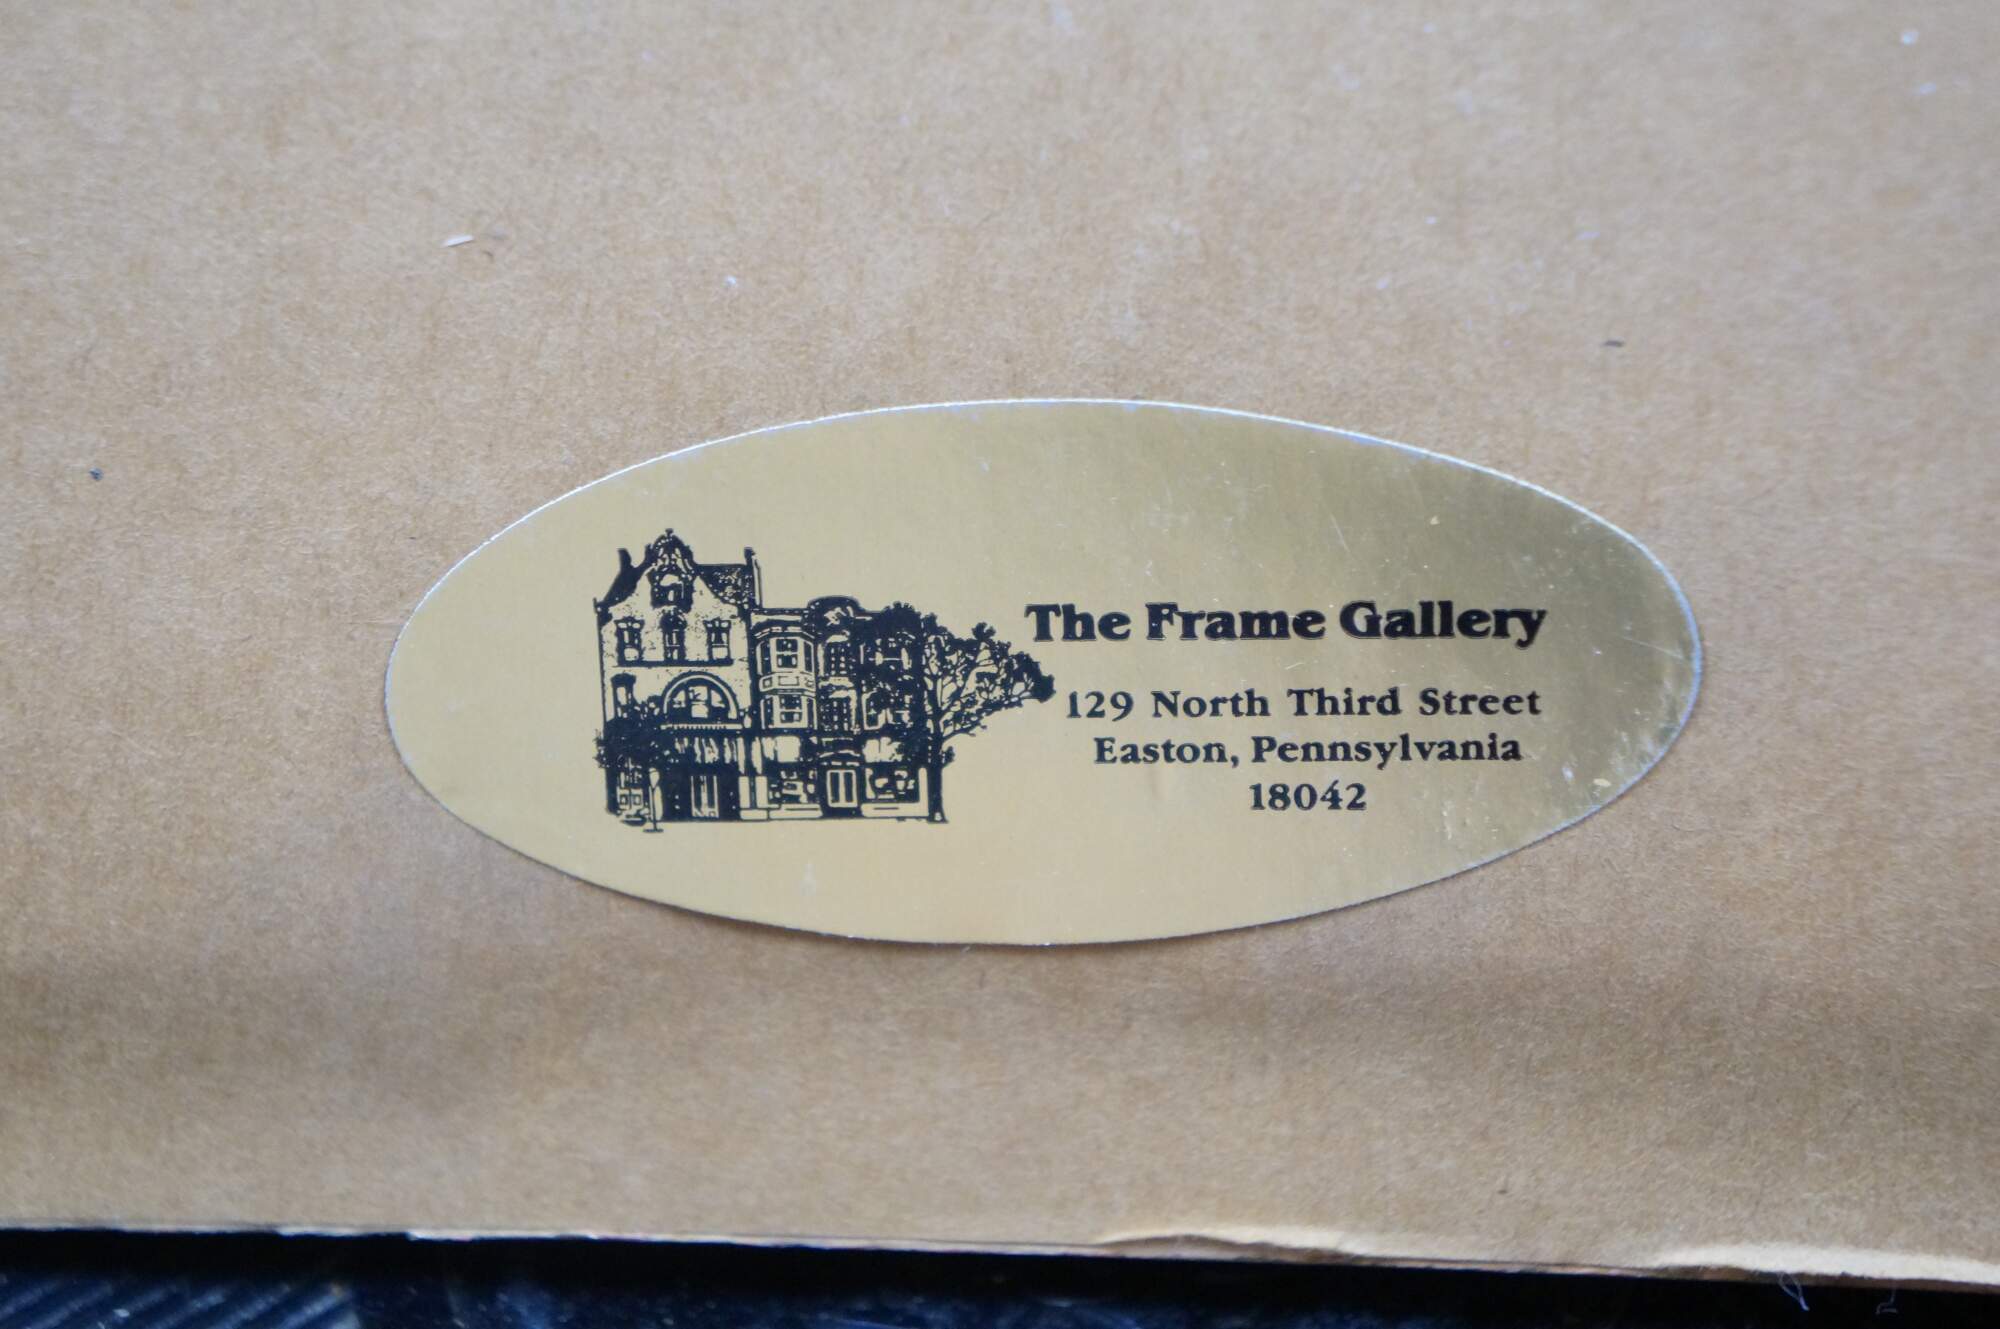 The Frame Gallery
129 North Third Street
Easton, Pennsylvania
18042